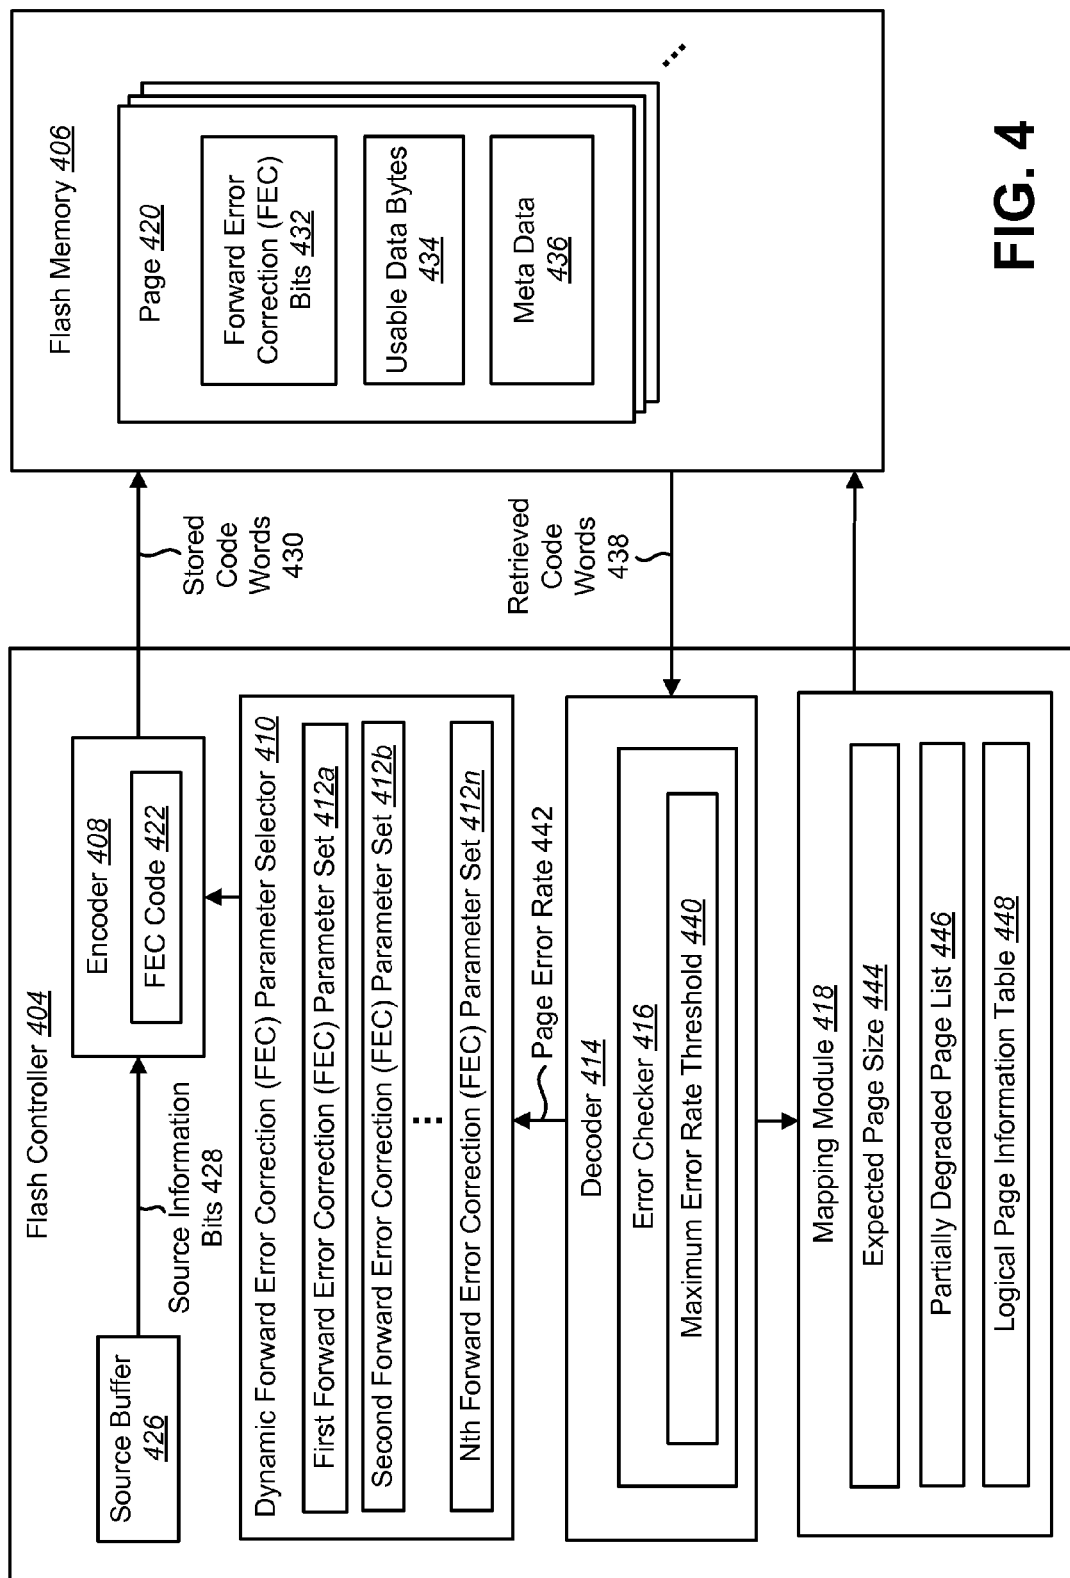 Flash Controller 404
Source Buffer
426
Source Information
Bits 428
Encoder 408
FEC Code 422
Stored
Code
Words
430
Dynamic Forward Error Correction (FEC) Parameter Selector 410
First Forward Error Correction (FEC) Parameter Set 412a
Second Forward Error Correction (FEC) Parameter Set 412b
...
Nth Forward Error Correction (FEC) Parameter Set 412n
Page Error Rate 442
Decoder 414
Error Checker 416
Maximum Error Rate Threshold 440
Retrieved
Code
Words
438
Mapping Module 418
Expected Page Size 444
Partially Degraded Page List 446
Logical Page Information Table 448
Flash Memory 406
Page 420
Forward Error
Correction (FEC)
Bits 432
Usable Data Bytes
434
Meta Data
436
...
FIG. 4